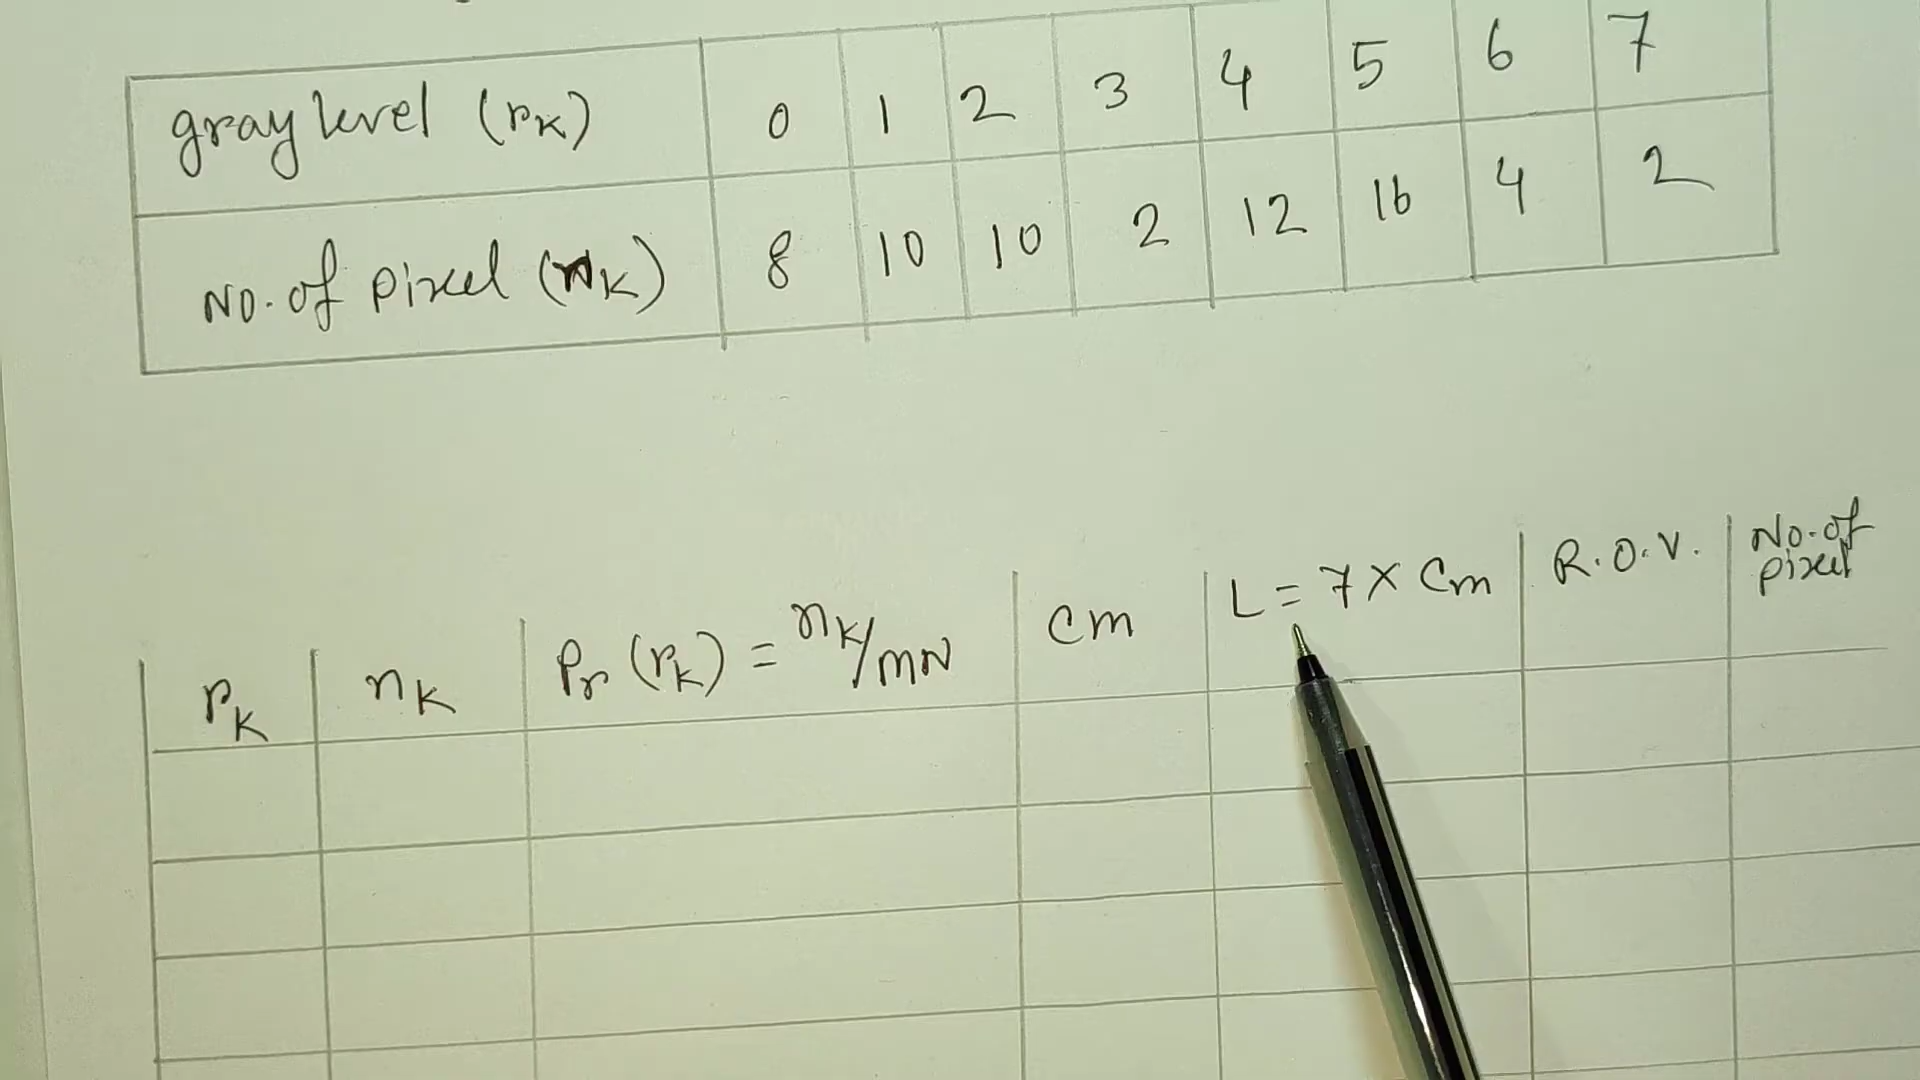 gray level (rK) 0 1 2 3 4 5 6 7
No. of pixel (nK) 8 10 10 2 12 16 4 2
rK nK Pr (rK) = nK/MN Cm L = 7 X Cm R.O.V. No. of pixel